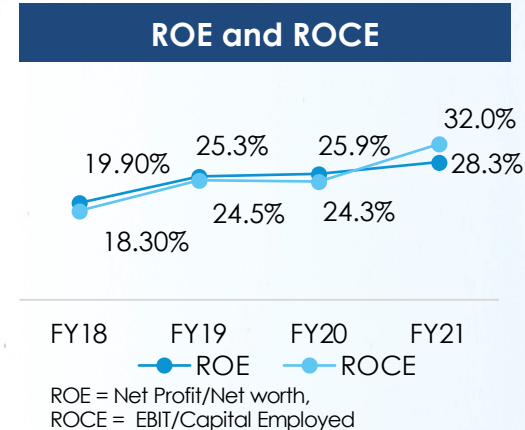 ROE and ROCE
32.0%
25.3%
25.9%
19.90%
28.3%
24.5%
24.3%
18.30%
FY18 FY19 FY20 FY21
ROE ROCE
ROE = Net Profit/Net worth,
ROCE = EBIT/Capital Employed